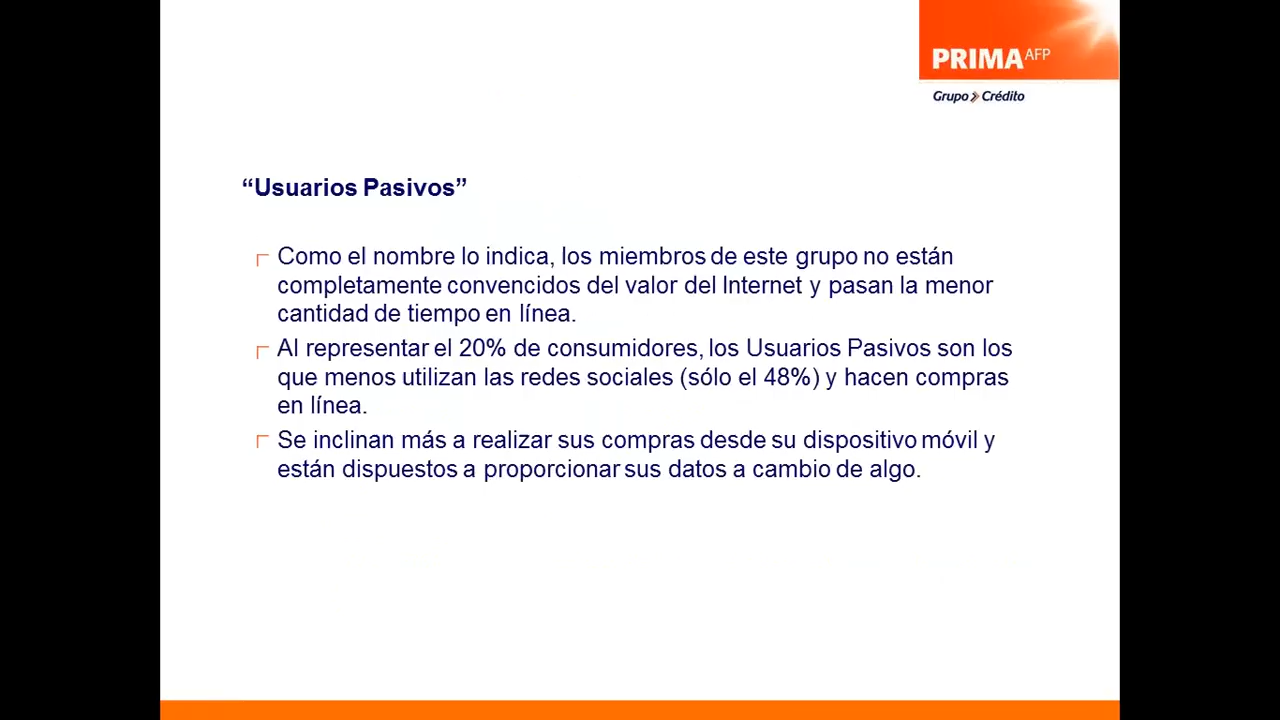 PRIMA AFP
Grupo Crédito
“Usuarios Pasivos”
Como el nombre lo indica, los miembros de este grupo no están
completamente convencidos del valor del Internet y pasan la menor
cantidad de tiempo en línea.
Al representar el 20% de consumidores, los Usuarios Pasivos son los
que menos utilizan las redes sociales (sólo el 48%) y hacen compras
en línea.
Se inclinan más a realizar sus compras desde su dispositivo móvil y
están dispuestos a proporcionar sus datos a cambio de algo.